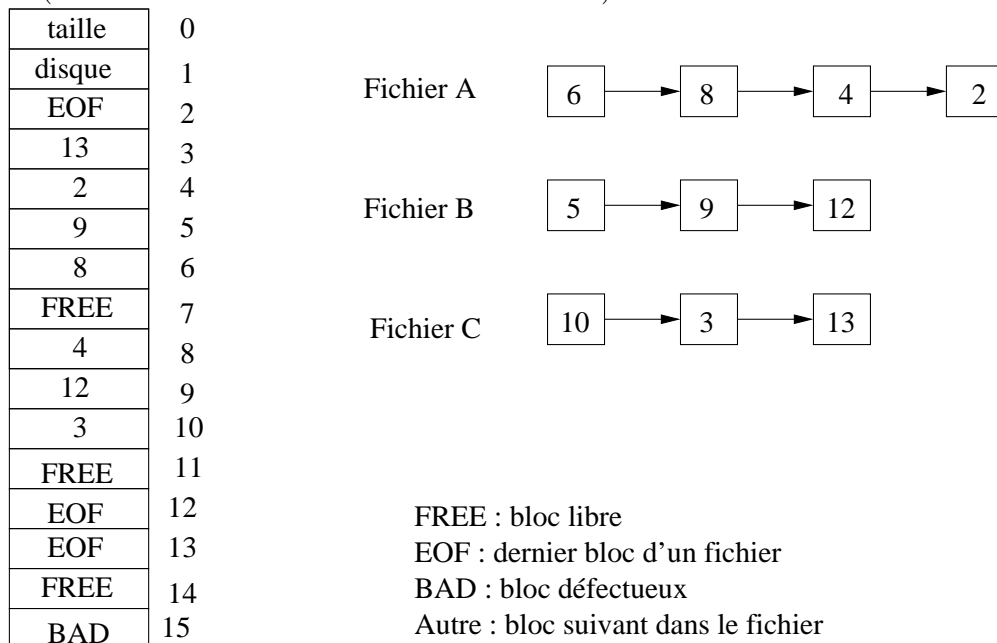 taille 0
disque 1
EOF 2
13 3
2 4
9 5
8 6
FREE 7
4 8
12 9
3 10
FREE 11
EOF 12
EOF 13
FREE 14
BAD 15
Fichier A 6 8 4 2
Fichier B 5 9 12
Fichier C 10 3 13
FREE : bloc libre
EOF : dernier bloc d'un fichier
BAD : bloc défectueux
Autre : bloc suivant dans le fichier